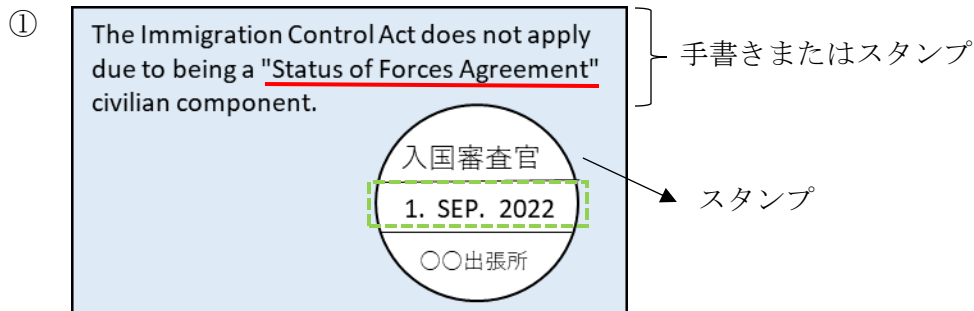 ①
The Immigration Control Act does not apply
due to being a "Status of Forces Agreement"
civilian component.
手書きまたはスタンプ
入国審査官
1. SEP. 2022
〇〇出張所
スタンプ